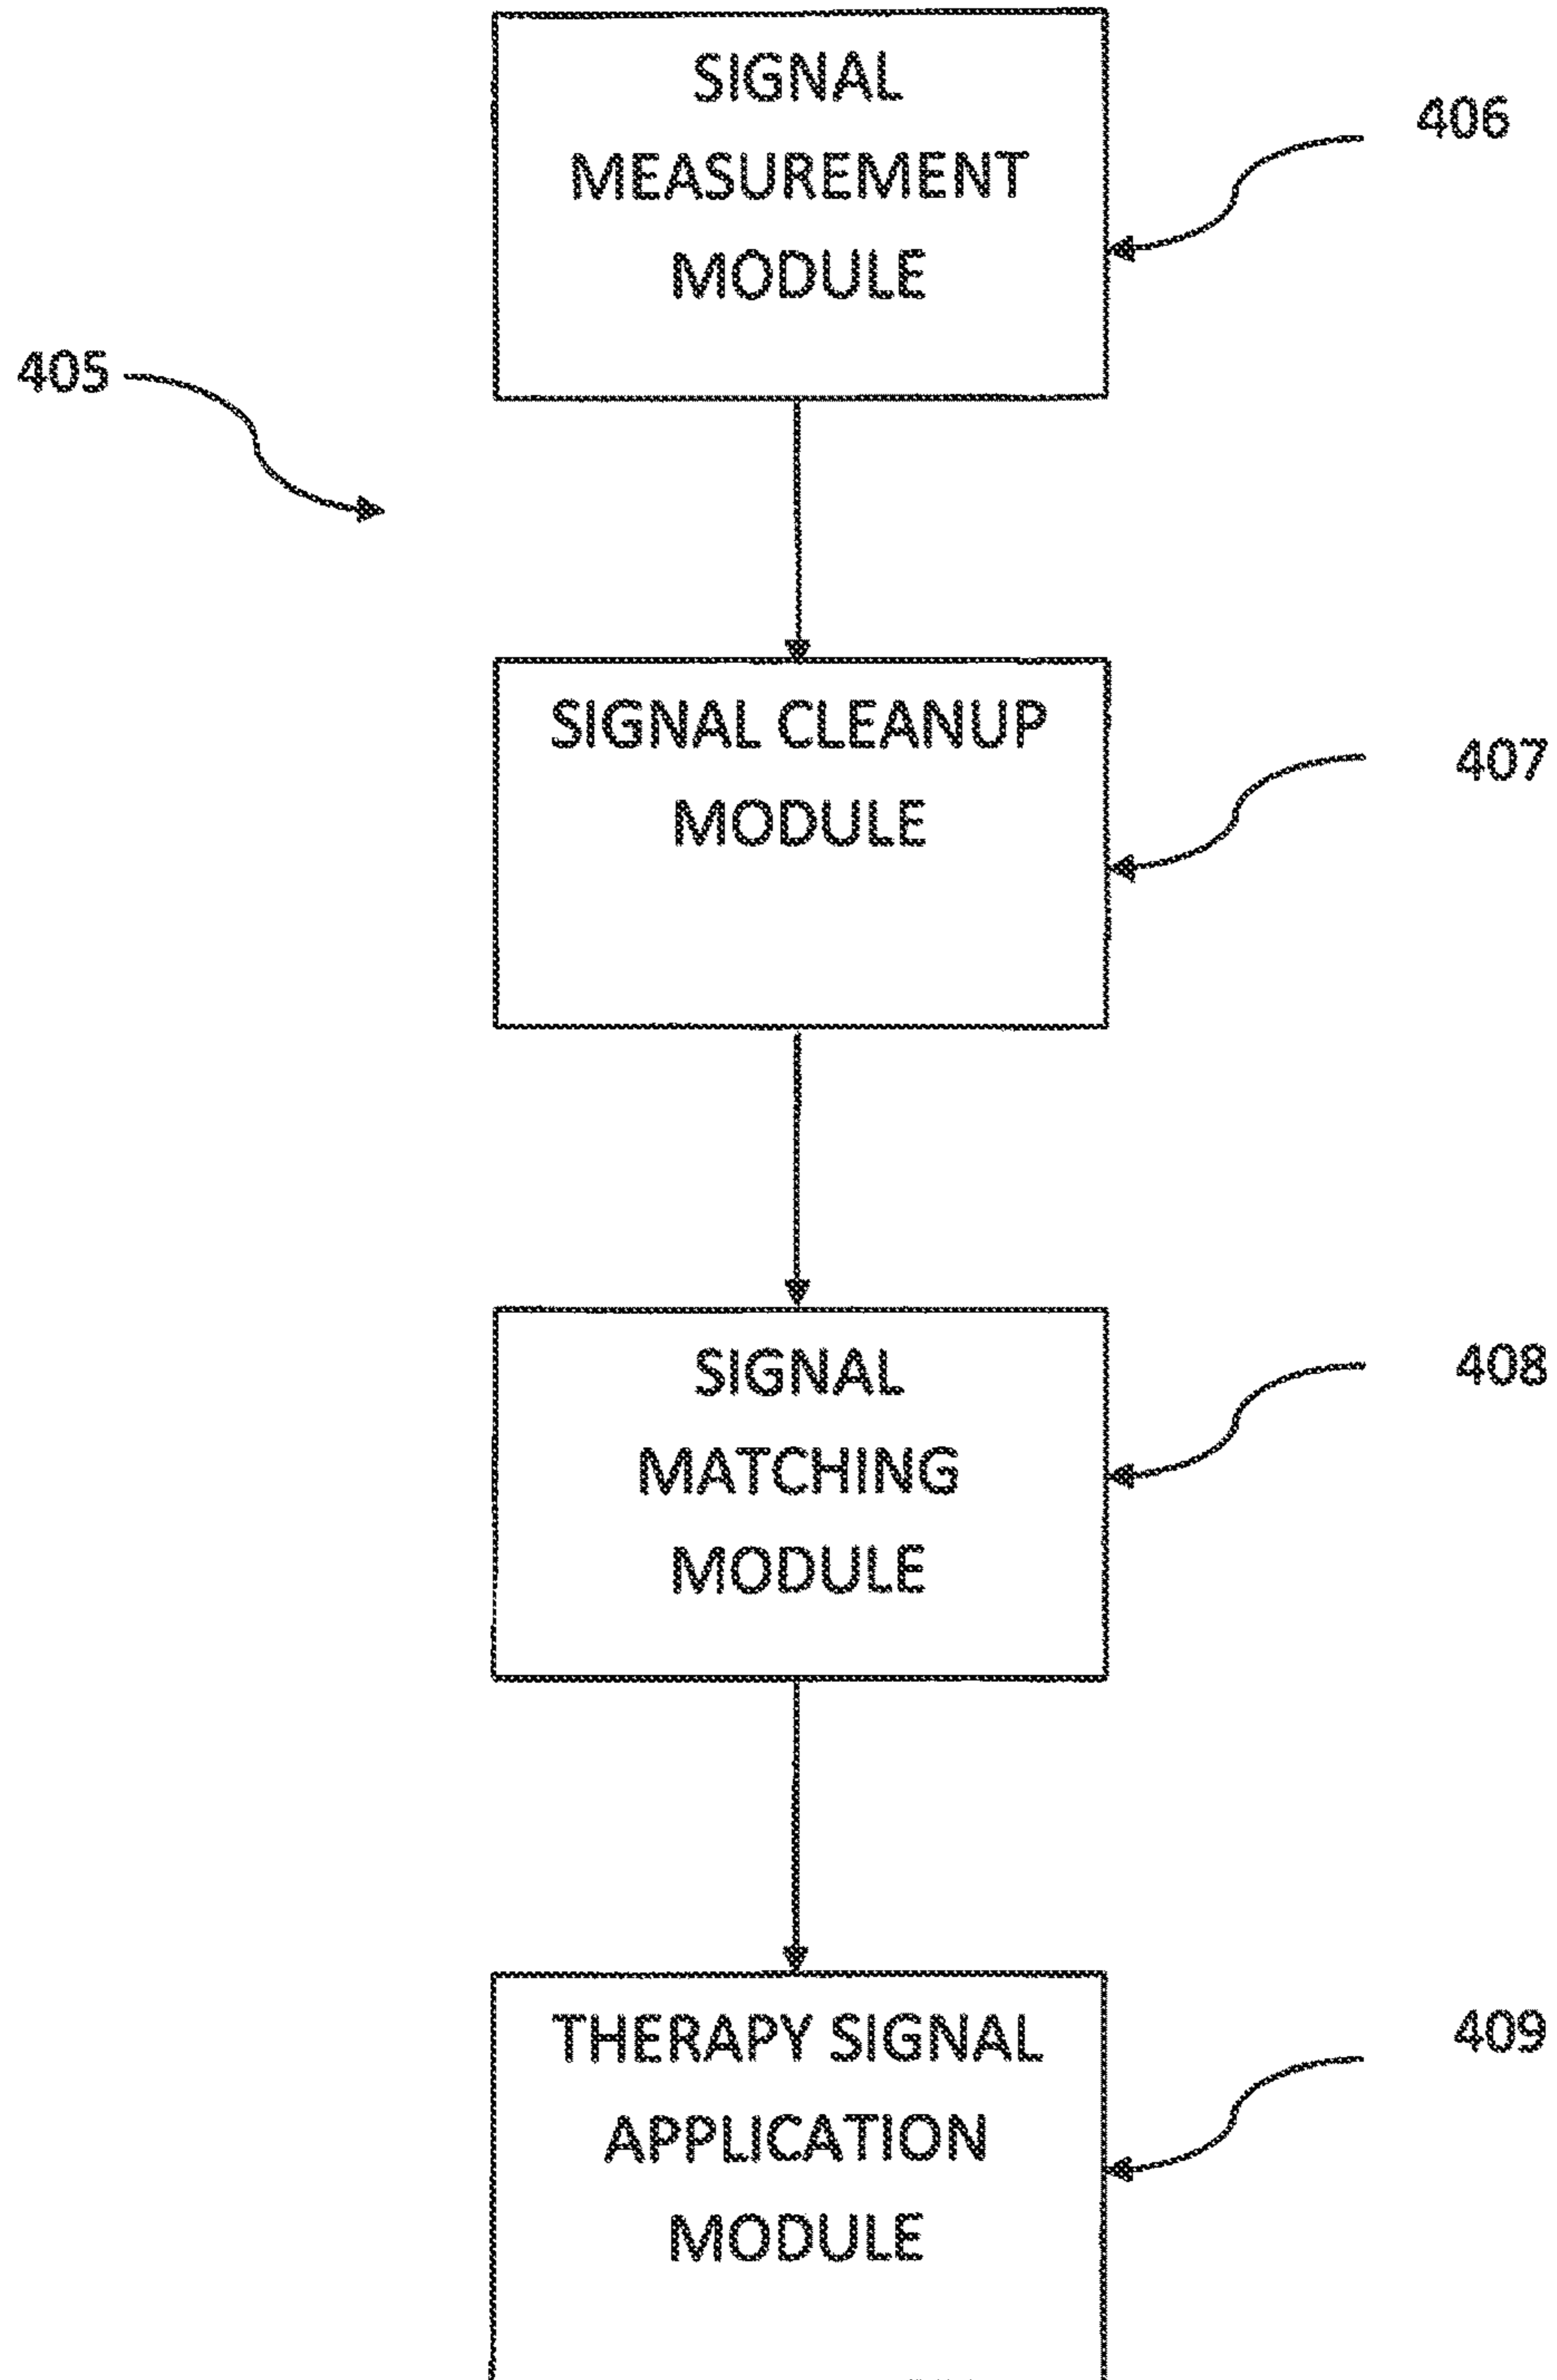 SIGNAL
MEASUREMENT
MODULE
406
405
SIGNAL CLEANUP
MODULE
407
SIGNAL
MATCHING
MODULE
408
THERAPY SIGNAL
APPLICATION
MODULE
409